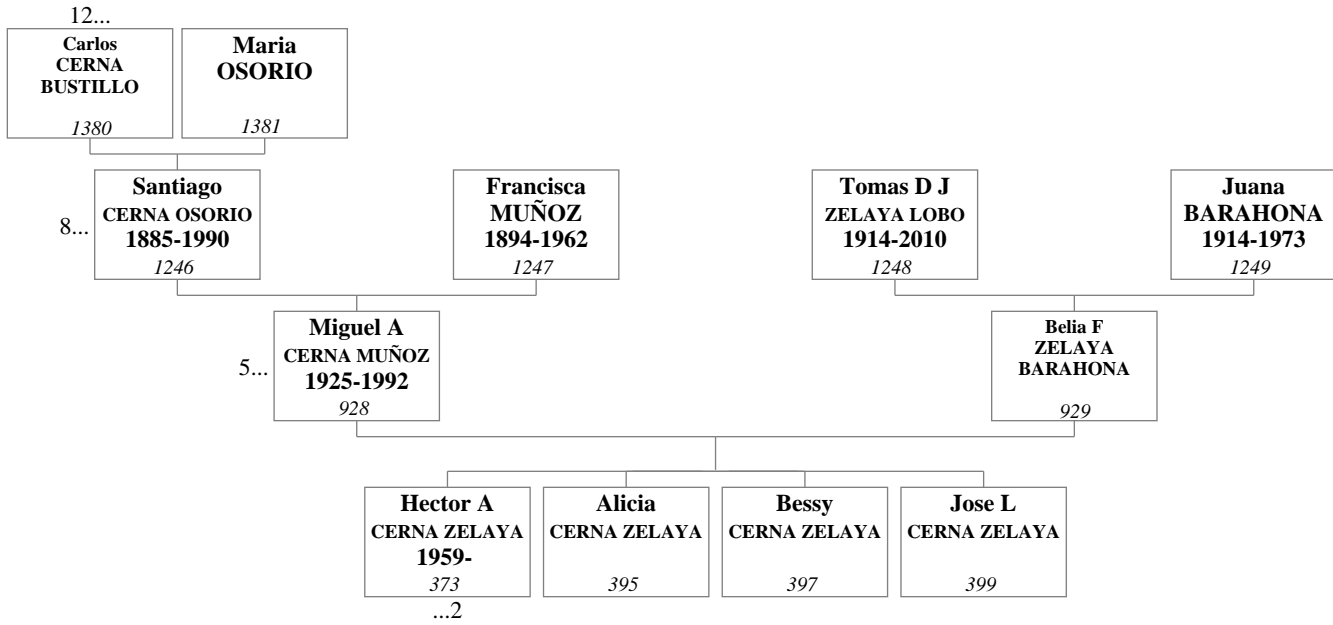 12...
Carlos
CERNA
BUSTILLO
1380
Maria
OSORIO
1381
8...
Santiago
CERNA OSORIO
1885-1990
1246
Francisca
MUÑOZ
1894-1962
1247
Tomas D J
ZELAYA LOBO
1914-2010
1248
Juana
BARAHONA
1914-1973
1249
5...
Miguel A
CERNA MUÑOZ
1925-1992
928
Belia F
ZELAYA
BARAHONA
929
Hector A
CERNA ZELAYA
1959-
373
...2
Alicia
CERNA ZELAYA
395
Bessy
CERNA ZELAYA
397
Jose L
CERNA ZELAYA
399